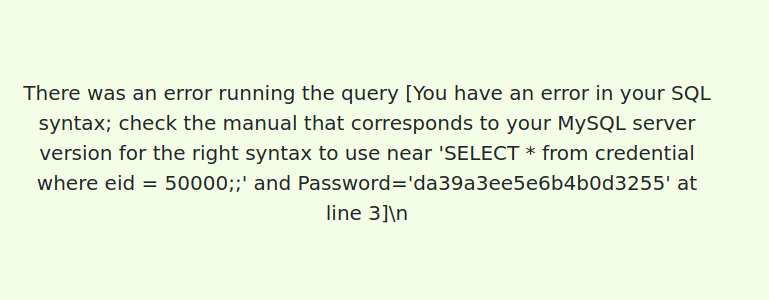 There was an error running the query [You have an error in your SQL
syntax; check the manual that corresponds to your MySQL server
version for the right syntax to use near 'SELECT * from credential
where eid = 50000;;' and Password='da39a3ee5e6b4b0d3255' at
line 3]\n